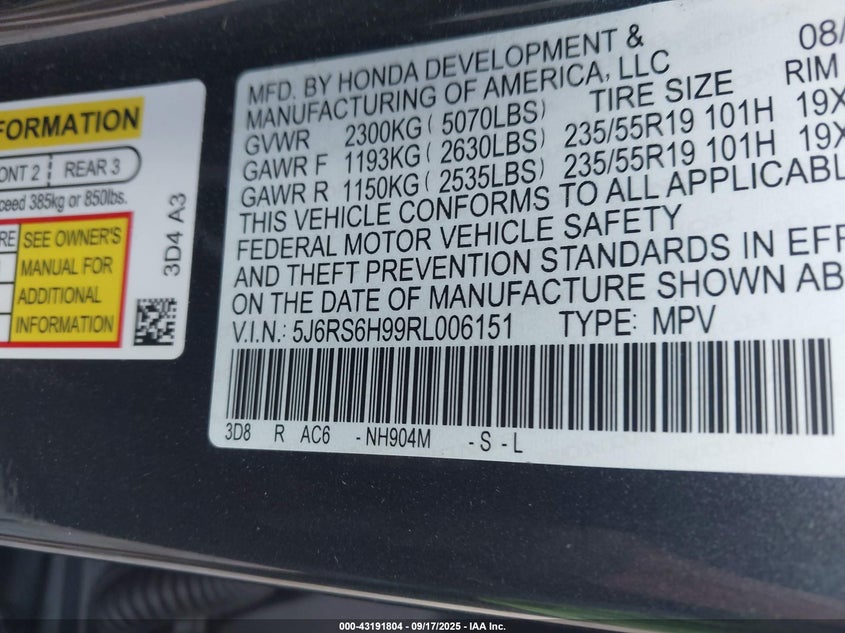 FORMATION
ONT 2 REAR 3
ceed 385kg or 850lbs.
RE SEE OWNER'S
MANUAL FOR
ADDITIONAL
INFORMATION
3D4 A3
MFD. BY HONDA DEVELOPMENT & 08/
MANUFACTURING OF AMERICA, LLC
TIRE SIZE RIM
GVWR 2300KG ( 5070LBS)
GAWR F 1193KG ( 2630LBS) 235/55R19 101H 19X
GAWR R 1150KG ( 2535LBS) 235/55R19 101H 19X
THIS VEHICLE CONFORMS TO ALL APPLICABL
FEDERAL MOTOR VEHICLE SAFETY
AND THEFT PREVENTION STANDARDS IN EFF
ON THE DATE OF MANUFACTURE SHOWN AB
V.I.N.: 5J6RS6H99RL006151 TYPE: MPV
3D8 R AC6 -NH904M -S -L
000-43191804 - 09/17/2025 - IAA Inc.